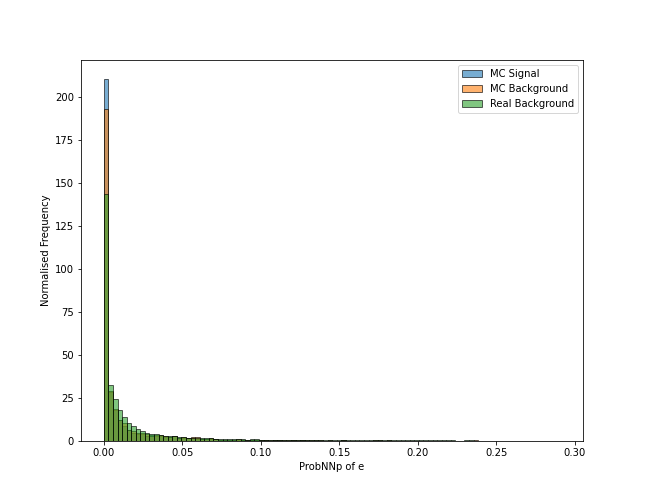 MC Signal
MC Background
Real Background
200
175
150
125
100
75
50
25
0
Normalised Frequency
0.00 0.05 0.10 0.15 0.20 0.25 0.30
ProbNNp of e